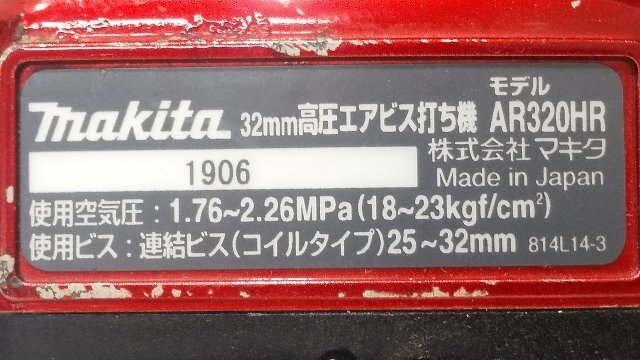 makita 32mm高圧エアビス打ち機 モデル AR320HR
1906
株式会社マキタ
Made in Japan
使用空気圧：1.76~2.26MPa(18~23kgf/cm²)
使用ビス：連結ビス(コイルタイプ)25~32mm 814L14-3